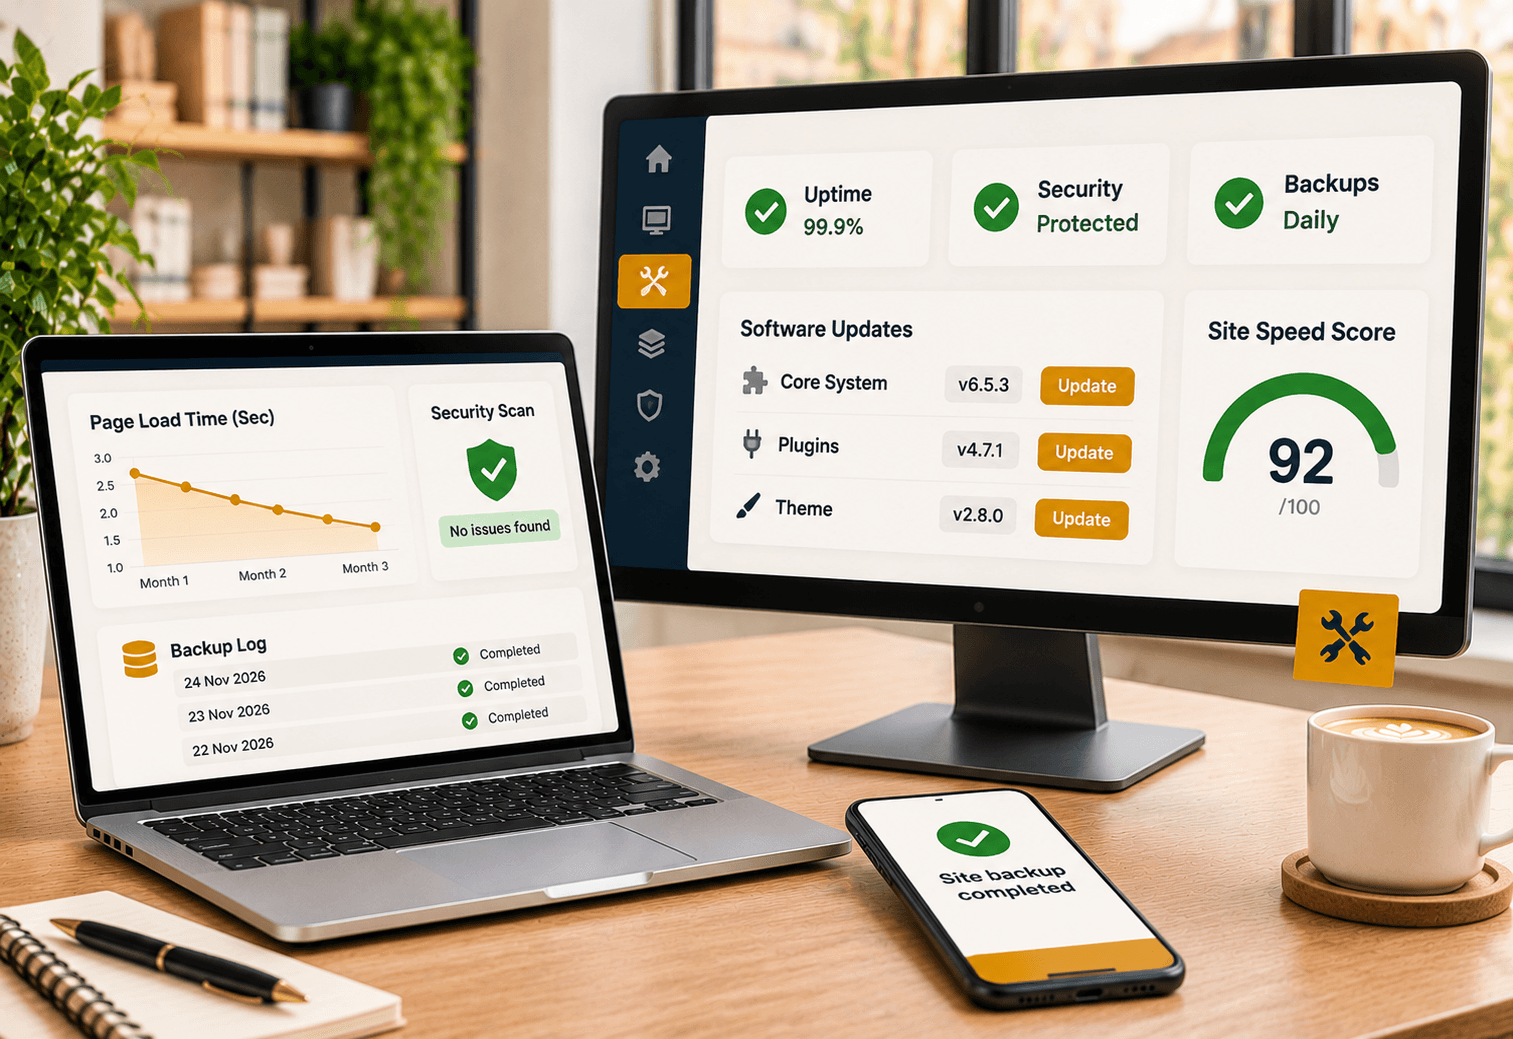 Page Load Time (Sec)
3.0
2.5
2.0
1.5
1.0
Month 1
Month 2
Month 3
Security Scan
No issues found
Backup Log
24 Nov 2026
Completed
23 Nov 2026
Completed
22 Nov 2026
Completed
Uptime
99.9%
Security
Protected
Backups
Daily
Software Updates
Core System
v6.5.3
Update
Plugins
v4.7.1
Update
Theme
v2.8.0
Update
Site Speed Score
92
/100
Site backup
completed